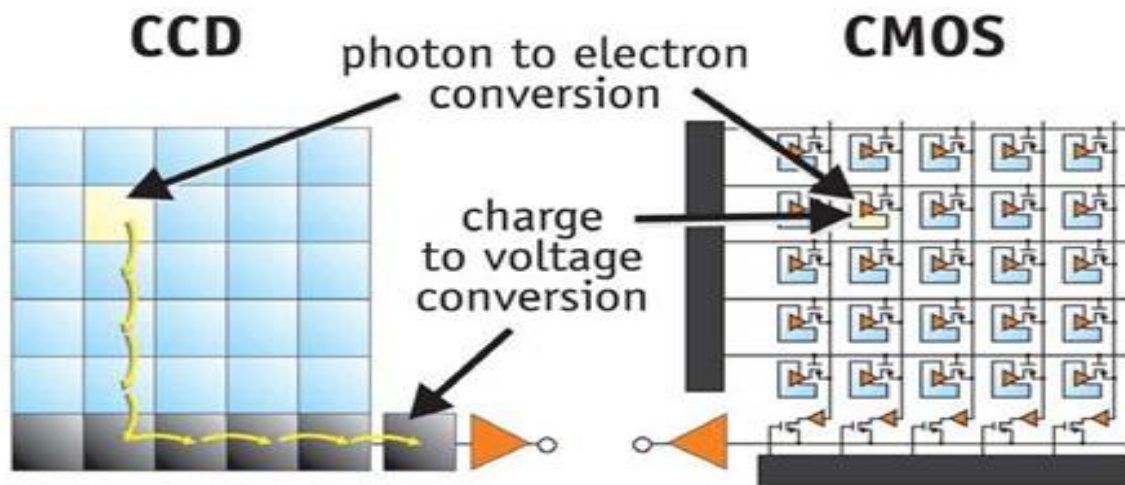 CCD
CMOS
photon to electron
conversion
charge
to voltage
conversion